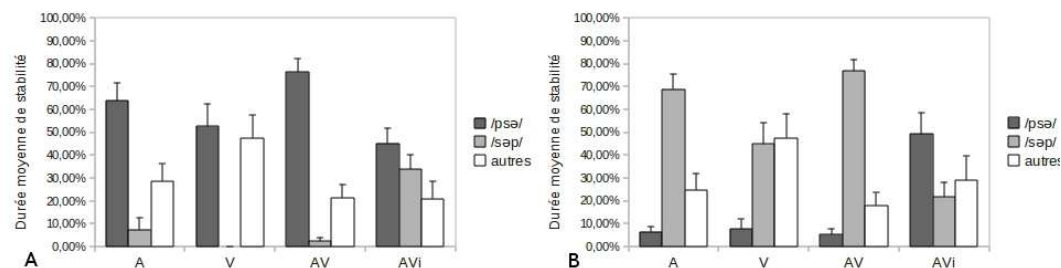 Durée moyenne de stabilité
100,00%
90,00%
80,00%
70,00%
60,00%
50,00%
40,00%
30,00%
20,00%
10,00%
0,00%
A V AV AVi
/psə/
/səp/
autres
A
Durée moyenne de stabilité
100,00%
90,00%
80,00%
70,00%
60,00%
50,00%
40,00%
30,00%
20,00%
10,00%
0,00%
A V AV AVi
/psə/
/səp/
autres
B